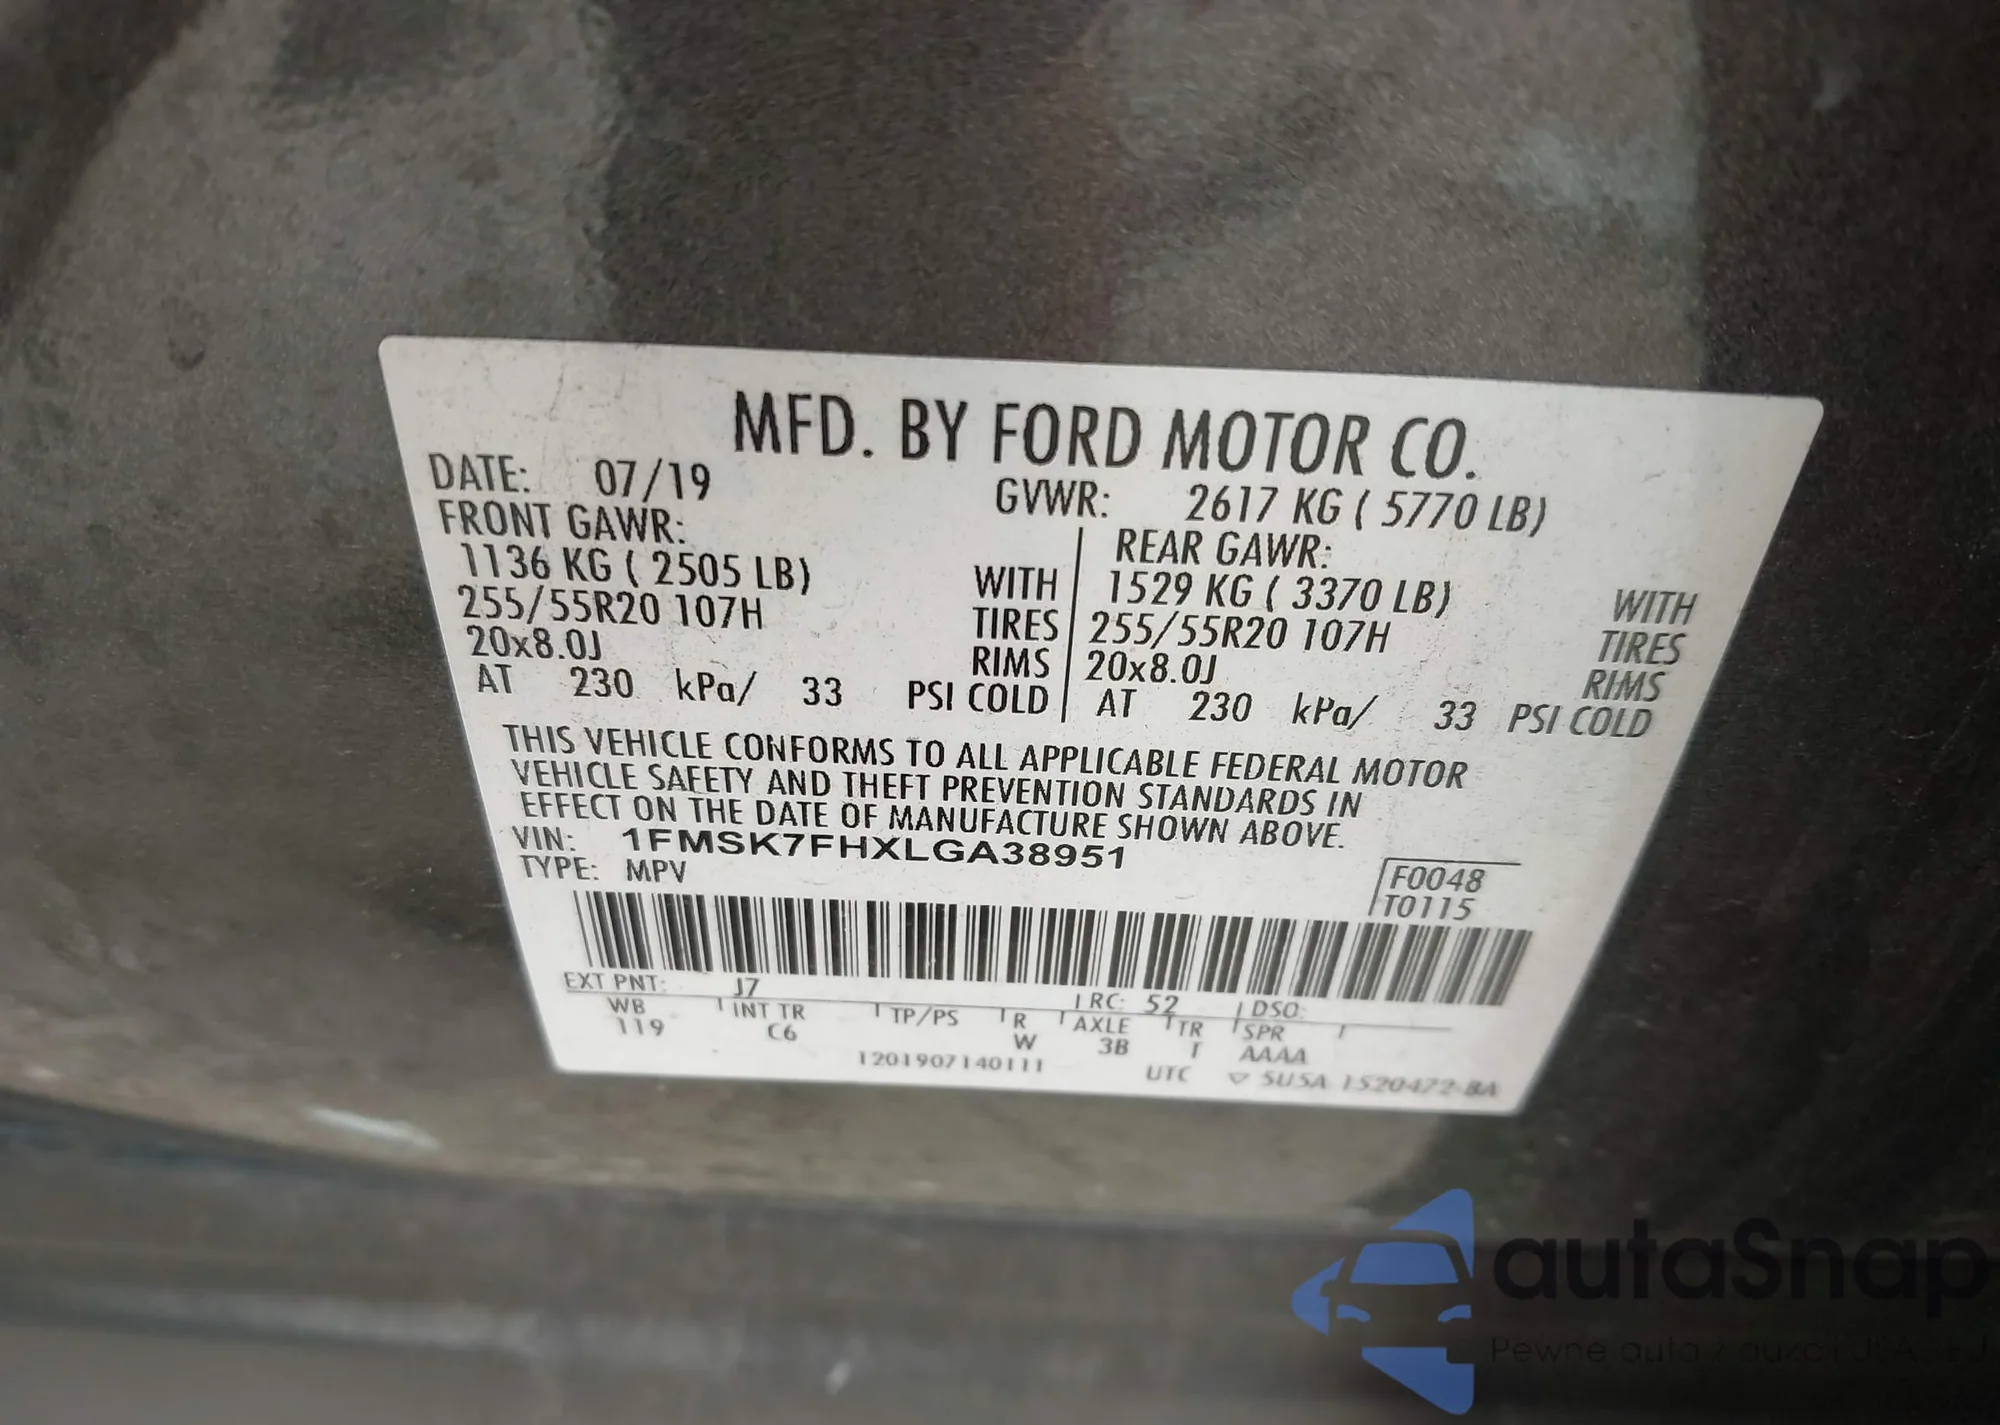 MFD. BY FORD MOTOR CO.
DATE: 07/19 GVWR: 2617 KG ( 5770 LB)
FRONT GAWR: REAR GAWR:
1136 KG ( 2505 LB) WITH 1529 KG ( 3370 LB) WITH
255/55R20 107H TIRES 255/55R20 107H TIRES
20x8.0J RIMS 20x8.0J RIMS
AT 230 kPa/ 33 PSI COLD AT 230 kPa/ 33 PSI COLD
THIS VEHICLE CONFORMS TO ALL APPLICABLE FEDERAL MOTOR
VEHICLE SAFETY AND THEFT PREVENTION STANDARDS IN
EFFECT ON THE DATE OF MANUFACTURE SHOWN ABOVE.
VIN: 1FMSK7FHXLGA38951
TYPE: MPV
F0048
T0115
EXT PNT: J7 RC: 52 DSO:
WB INT TR TP/PS R AXLE TR SPR
119 C6 W 3B T AAAA
1201907140111
UTC ▽ 5U5A 1520472-BA
autaSnap
Pewne auta z